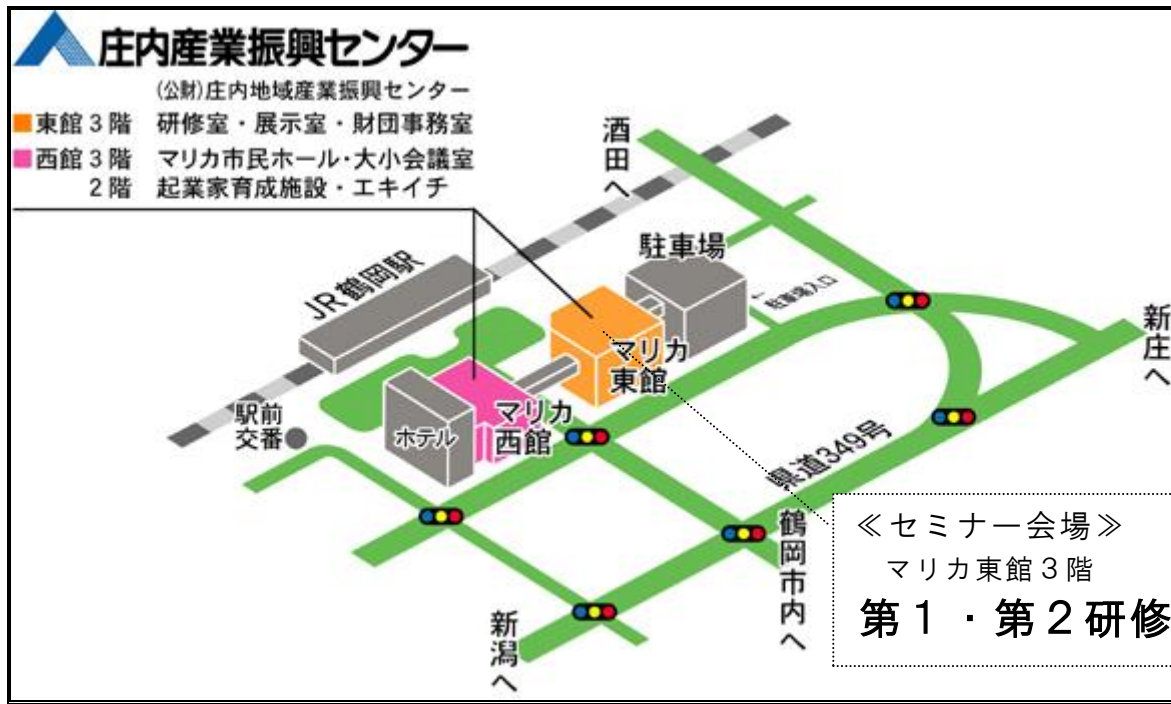 庄内産業振興センター
(公財)庄内地域産業振興センター
■東館3階 研修室・展示室・財団事務室
■西館3階 マリカ市民ホール・大小会議室
2階 起業家育成施設・エキイチ
酒田へ
駐車場
JR鶴岡駅
←駐車場入口
新庄へ
マリカ
東館
マリカ
西館
ホテル
駅前
交番
県道349号
鶴岡市内へ
新潟へ
≪セミナー会場≫
マリカ東館3階
第1・第2研修